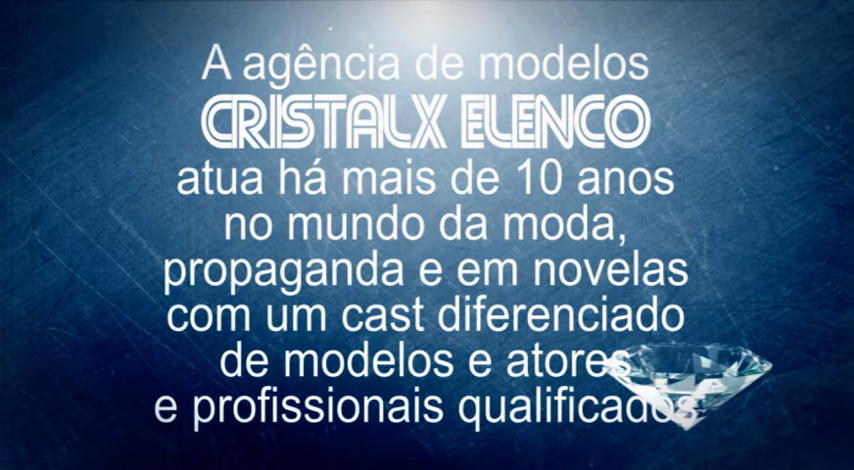 A agência de modelos
CRISTALX ELENCO
atua há mais de 10 anos
no mundo da moda,
propaganda e em novelas
com um cast diferenciado
de modelos e atores
e profissionais qualificados